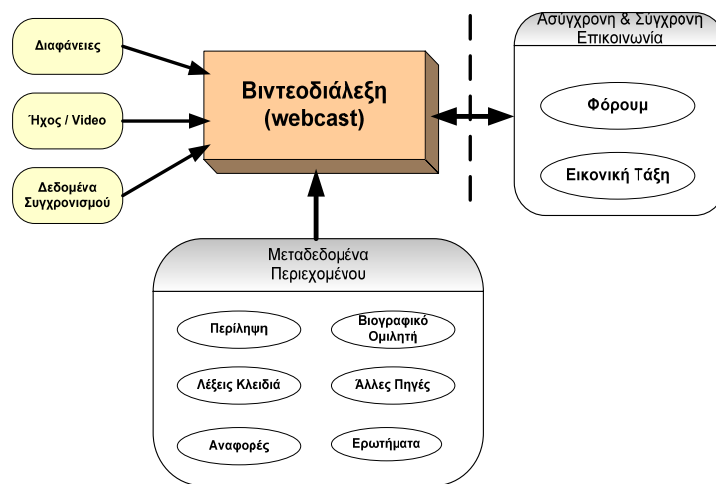 Διαφάνειες
Ήχος / Video
Δεδομένα
Συγχρονισμού
Βιντεοδιάλεξη
(webcast)
Ασύγχρονη & Σύγχρονή
Επικοινωνία
Φόρουμ
Εικονική Τάξη
Μεταδεδομένα
Περιεχομένου
Περίληψη
Βιογραφικό
Ομιλητή
Λέξεις Κλειδιά
Άλλες Πηγές
Αναφορές
Ερωτήματα